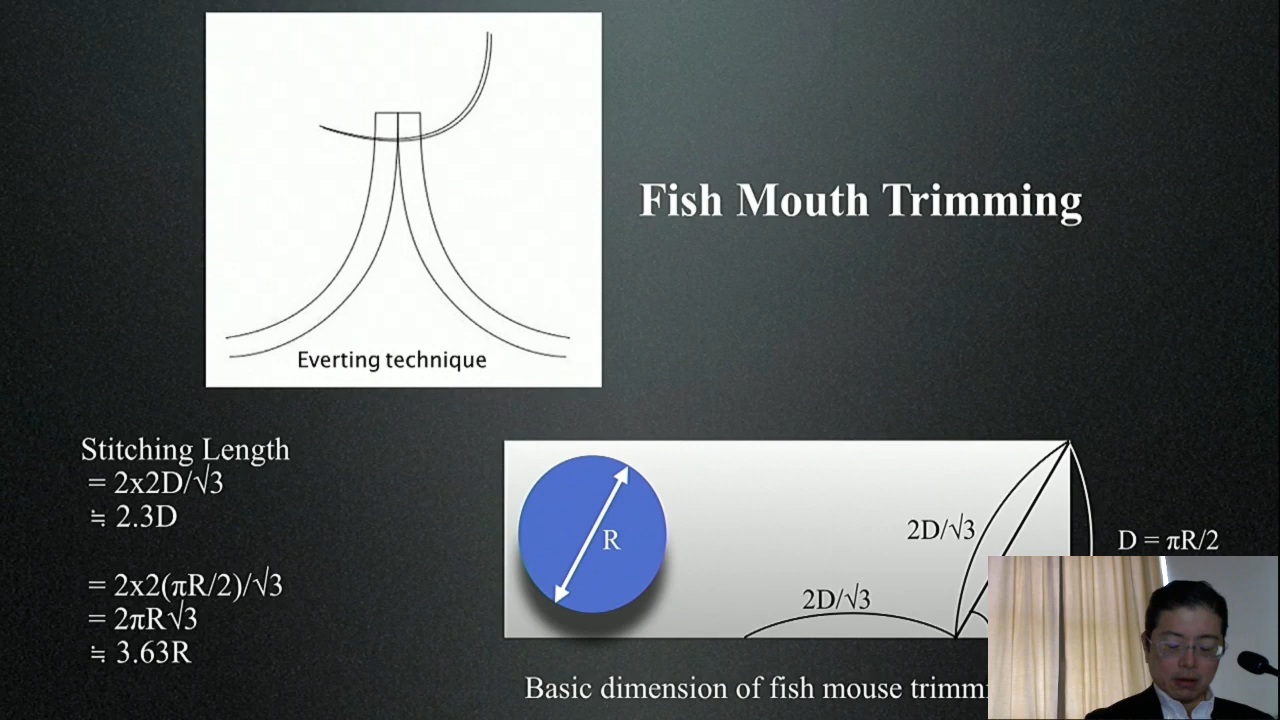 Fish Mouth Trimming
Everting technique
Stitching Length
= 2x2D/√3
≒ 2.3D
= 2x2(πR/2)/√3
= 2πR√3
≒ 3.63R
R
2D/√3
2D/√3
D = πR/2
Basic dimension of fish mouse